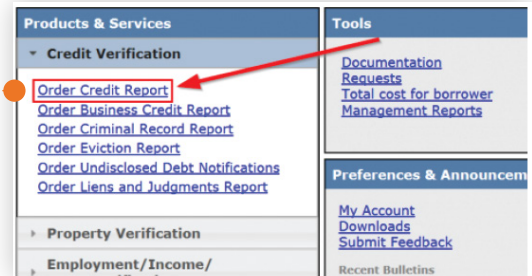 Products & Services
Credit Verification
Order Credit Report
Order Business Credit Report
Order Criminal Record Report
Order Eviction Report
Order Undisclosed Debt Notifications
Order Liens and Judgments Report
Property Verification
Employment/Income/
Tools
Documentation
Requests
Total cost for borrower
Management Reports
Preferences & Announcem
My Account
Downloads
Submit Feedback
Recent Bulletins